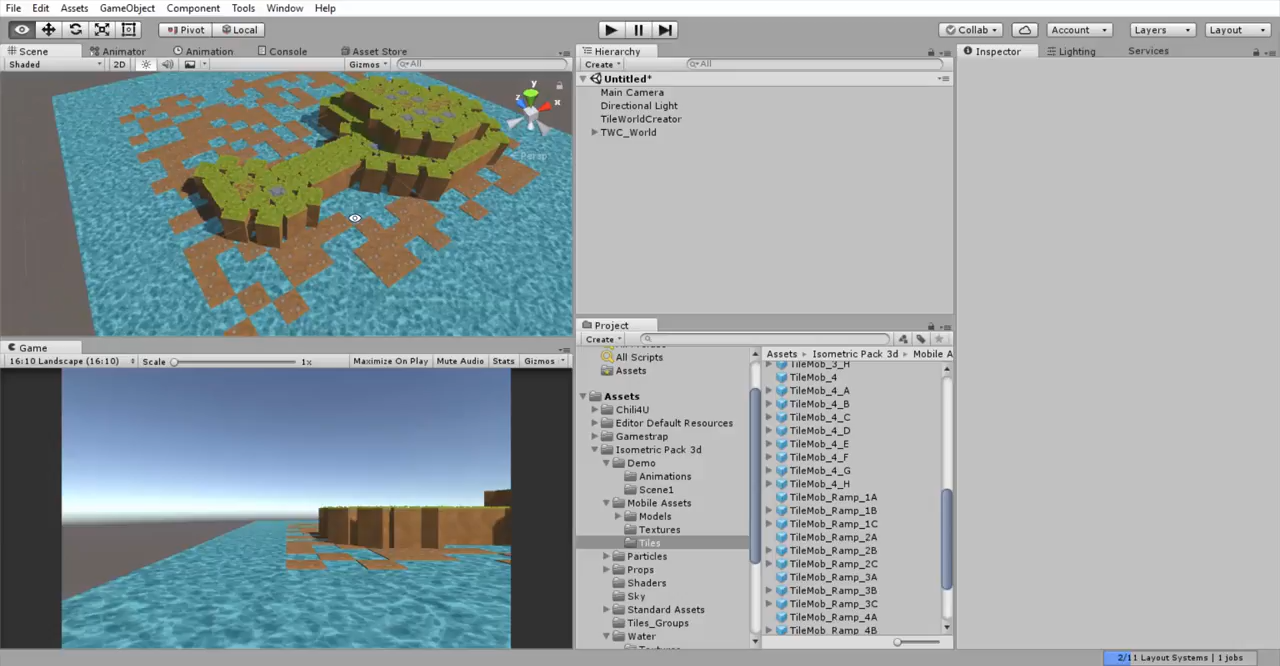 File Edit Assets GameObject Component Tools Window Help
Pivot Local Collab Account Layers Layout
Scene Animator Animation Console Asset Store
Shaded 2D Gizmos All
y
z x
Persp
Hierarchy
Create All
Untitled*
Main Camera
Directional Light
TileWorldCreator
TWC_World
Inspector Lighting Services
Game
16:10 Landscape (16:10) Scale 1x Maximize On Play Mute Audio Stats Gizmos
Project
Create
All Scripts
Assets
Assets
Chili4U
Editor Default Resources
Gamestrap
Isometric Pack 3d
Demo
Animations
Scene1
Mobile Assets
Models
Textures
Tiles
Particles
Props
Shaders
Sky
Standard Assets
Tiles_Groups
Water
Assets Isometric Pack 3d Mobile A
TileMob_3_H
TileMob_4
TileMob_4_A
TileMob_4_B
TileMob_4_C
TileMob_4_D
TileMob_4_E
TileMob_4_F
TileMob_4_G
TileMob_4_H
TileMob_Ramp_1A
TileMob_Ramp_1B
TileMob_Ramp_1C
TileMob_Ramp_2A
TileMob_Ramp_2B
TileMob_Ramp_2C
TileMob_Ramp_3A
TileMob_Ramp_3B
TileMob_Ramp_3C
TileMob_Ramp_4A
TileMob_Ramp_4B
2/11 Layout Systems | 1 jobs